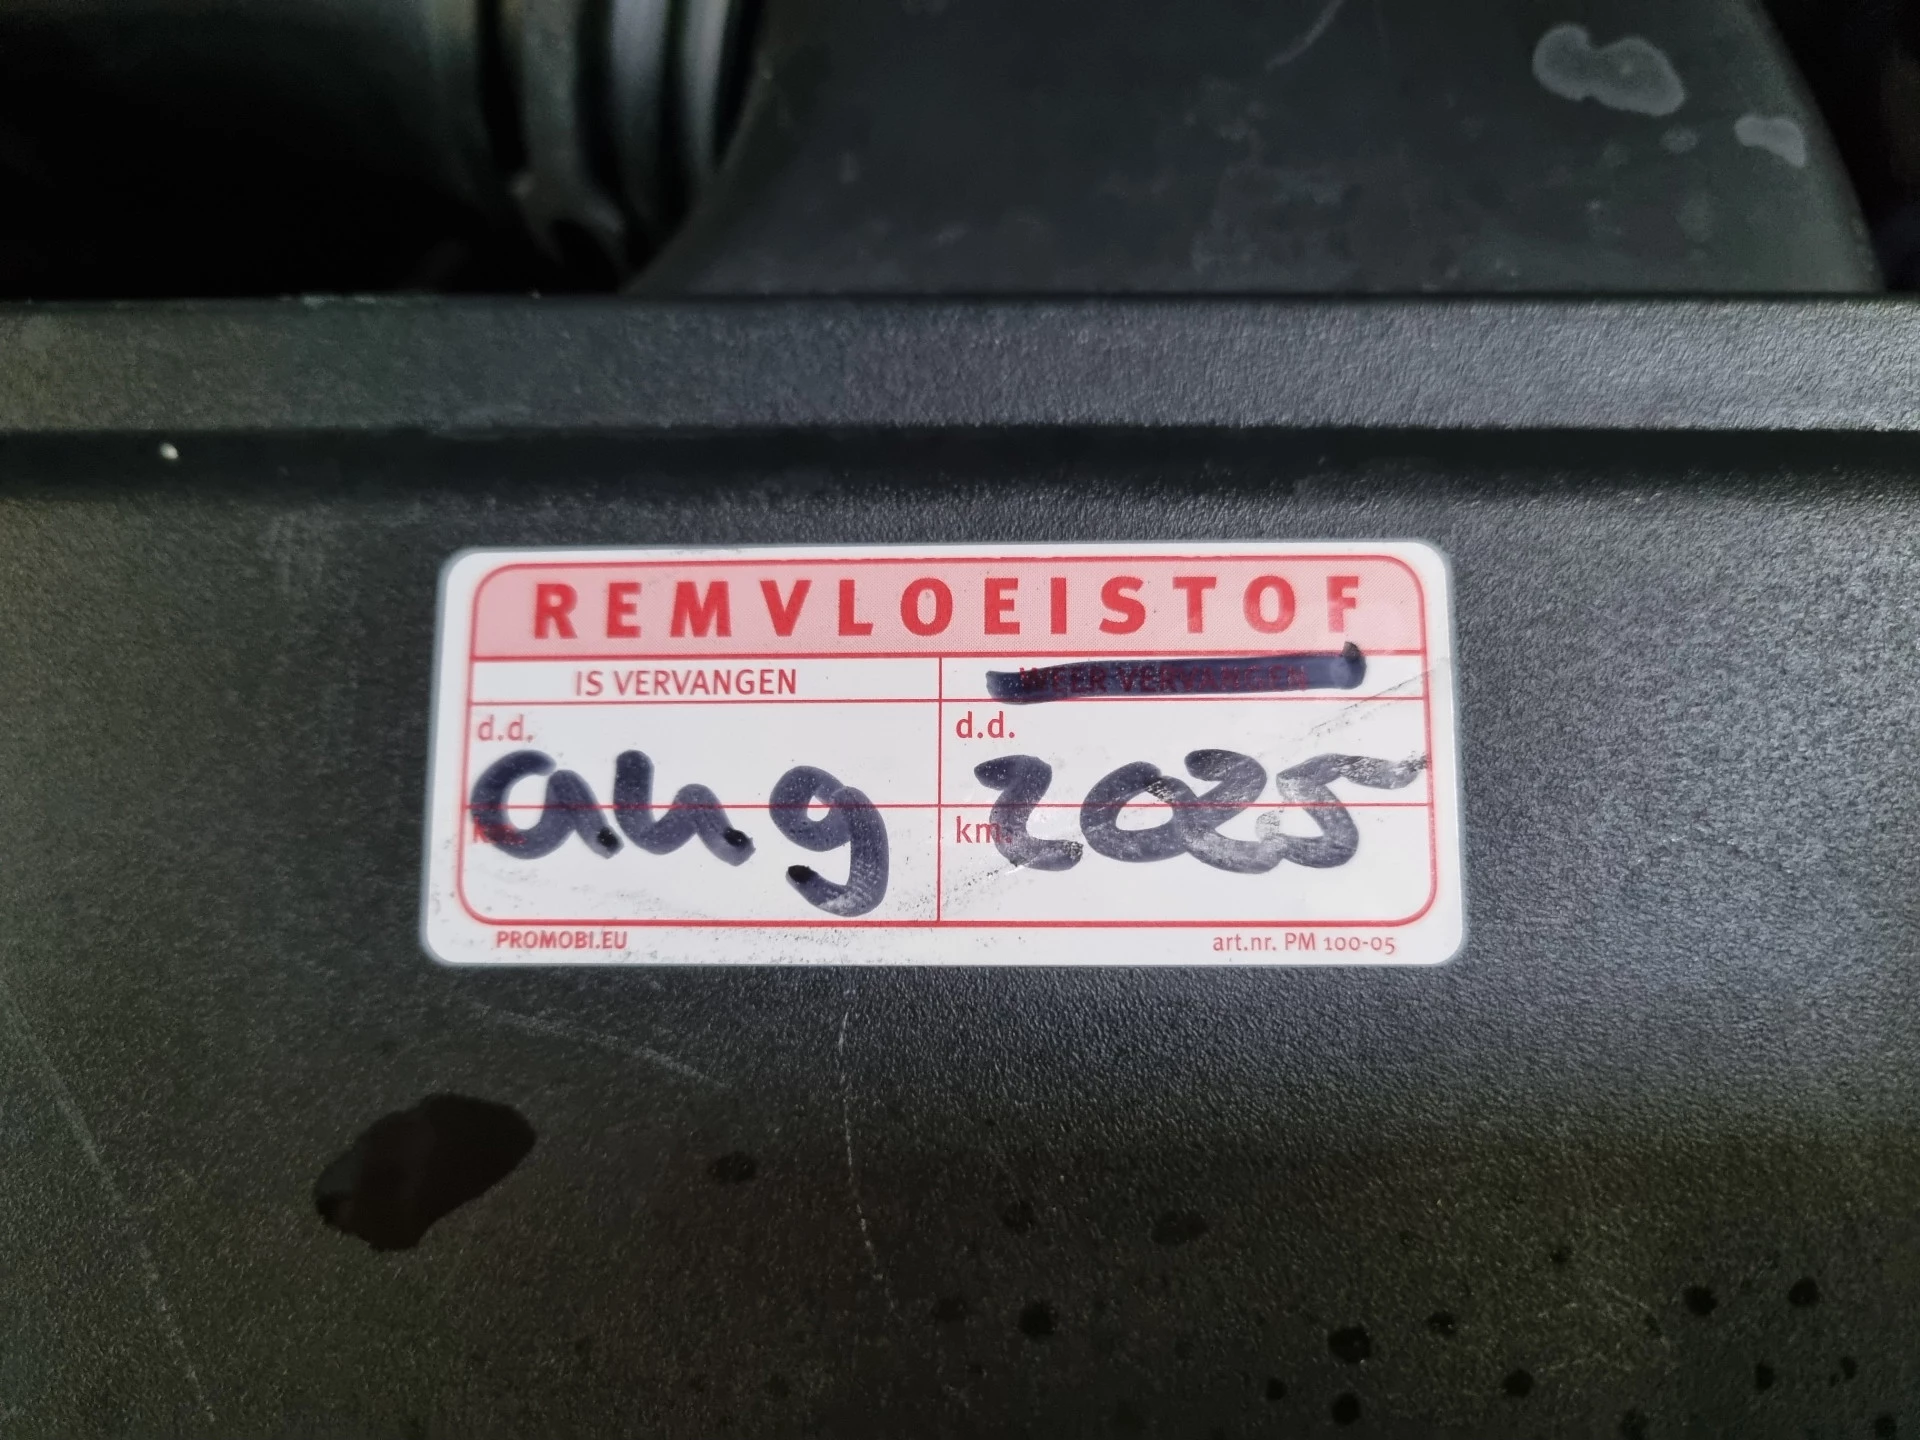 REMVLOEISTOF
IS VERVANGEN WEER VERVANGEN
d.d. d.d.
aug 2025
km. km.
PROMOBI.EU art.nr. PM 100-05